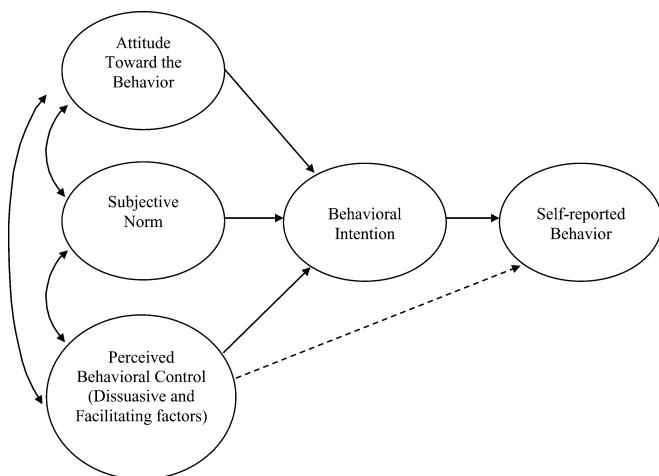 Attitude
Toward the
Behavior
Subjective
Norm
Behavioral
Intention
Self-reported
Behavior
Perceived
Behavioral Control
(Dissuasive and
Facilitating factors)